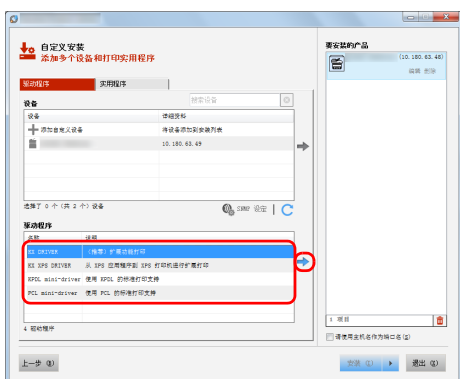 自定义安装
添加多个设备和打印实用程序
驱动程序
实用程序
设备
搜索设备
设备
详细资料
添加自定义设备
将设备添加到安装列表
10.180.63.49
选择了 0 个 (共 2 个) 设备
SNMP 设定
驱动程序
名称
说明
KX DRIVER
(推荐) 扩展功能打印
KX XPS DRIVER
从 XPS 应用程序到 XPS 打印机进行扩展打印
KPDL mini-driver
使用 KPDL 的标准打印支持
PCL mini-driver
使用 PCL 的标准打印支持
4 驱动程序
要安装的产品
(10.180.63.48)
编辑 删除
1 项目
请使用主机名作为端口名(S)
上一步 (B)
安装 (I)
退出 (X)